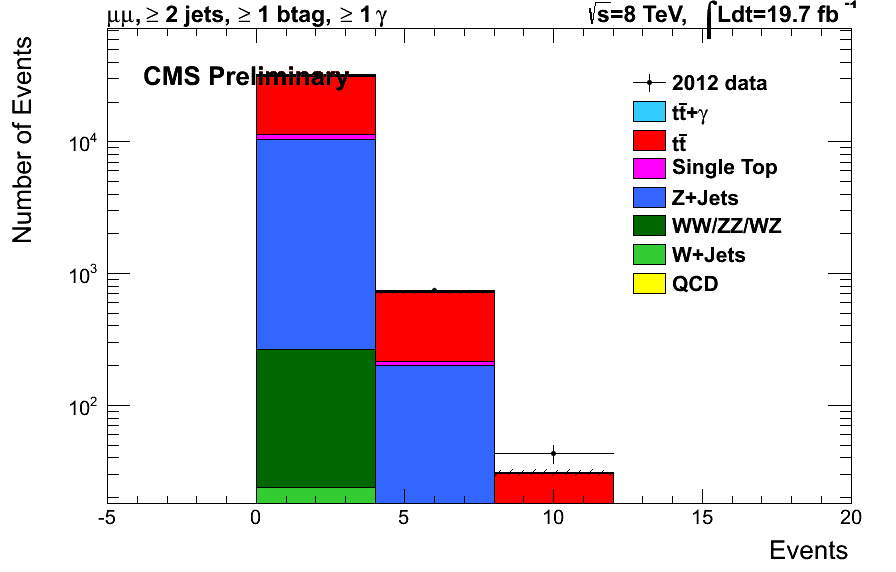 μμ, ≥ 2 jets, ≥ 1 btag, ≥ 1 γ
√s=8 TeV, ∫Ldt=19.7 fb⁻¹
CMS Preliminary
2012 data
tt̄+γ
tt̄
Single Top
Z+Jets
WW/ZZ/WZ
W+Jets
QCD
Number of Events
10⁴
10³
10²
-5 0 5 10 15 20
Events